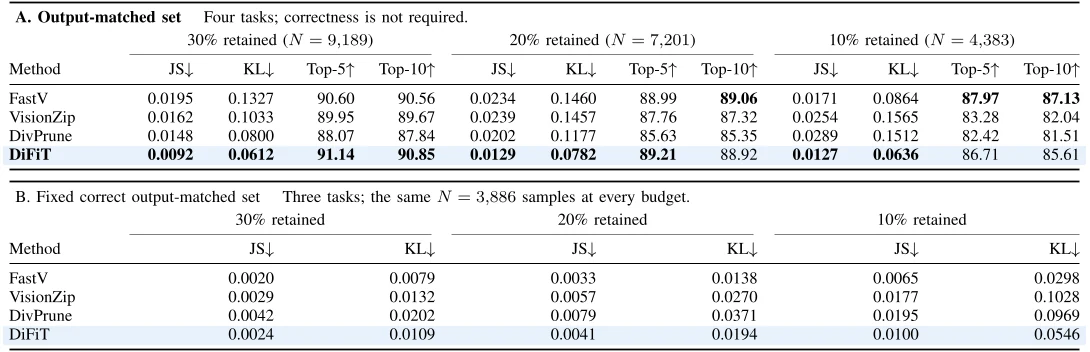 A. Output-matched set Four tasks; correctness is not required.
30% retained (N = 9,189) 20% retained (N = 7,201) 10% retained (N = 4,383)
Method JS↓ KL↓ Top-5↑ Top-10↑ JS↓ KL↓ Top-5↑ Top-10↑ JS↓ KL↓ Top-5↑ Top-10↑
FastV 0.0195 0.1327 90.60 90.56 0.0234 0.1460 88.99 89.06 0.0171 0.0864 87.97 87.13
VisionZip 0.0162 0.1033 89.95 89.67 0.0239 0.1457 87.76 87.32 0.0254 0.1565 83.28 82.04
DivPrune 0.0148 0.0800 88.07 87.84 0.0202 0.1177 85.63 85.35 0.0289 0.1512 82.42 81.51
DiFiT 0.0092 0.0612 91.14 90.85 0.0129 0.0782 89.21 88.92 0.0127 0.0636 86.71 85.61
B. Fixed correct output-matched set Three tasks; the same N = 3,886 samples at every budget.
30% retained 20% retained 10% retained
Method JS↓ KL↓ JS↓ KL↓ JS↓ KL↓
FastV 0.0020 0.0079 0.0033 0.0138 0.0065 0.0298
VisionZip 0.0029 0.0132 0.0057 0.0270 0.0177 0.1028
DivPrune 0.0042 0.0202 0.0079 0.0371 0.0195 0.0969
DiFiT 0.0024 0.0109 0.0041 0.0194 0.0100 0.0546